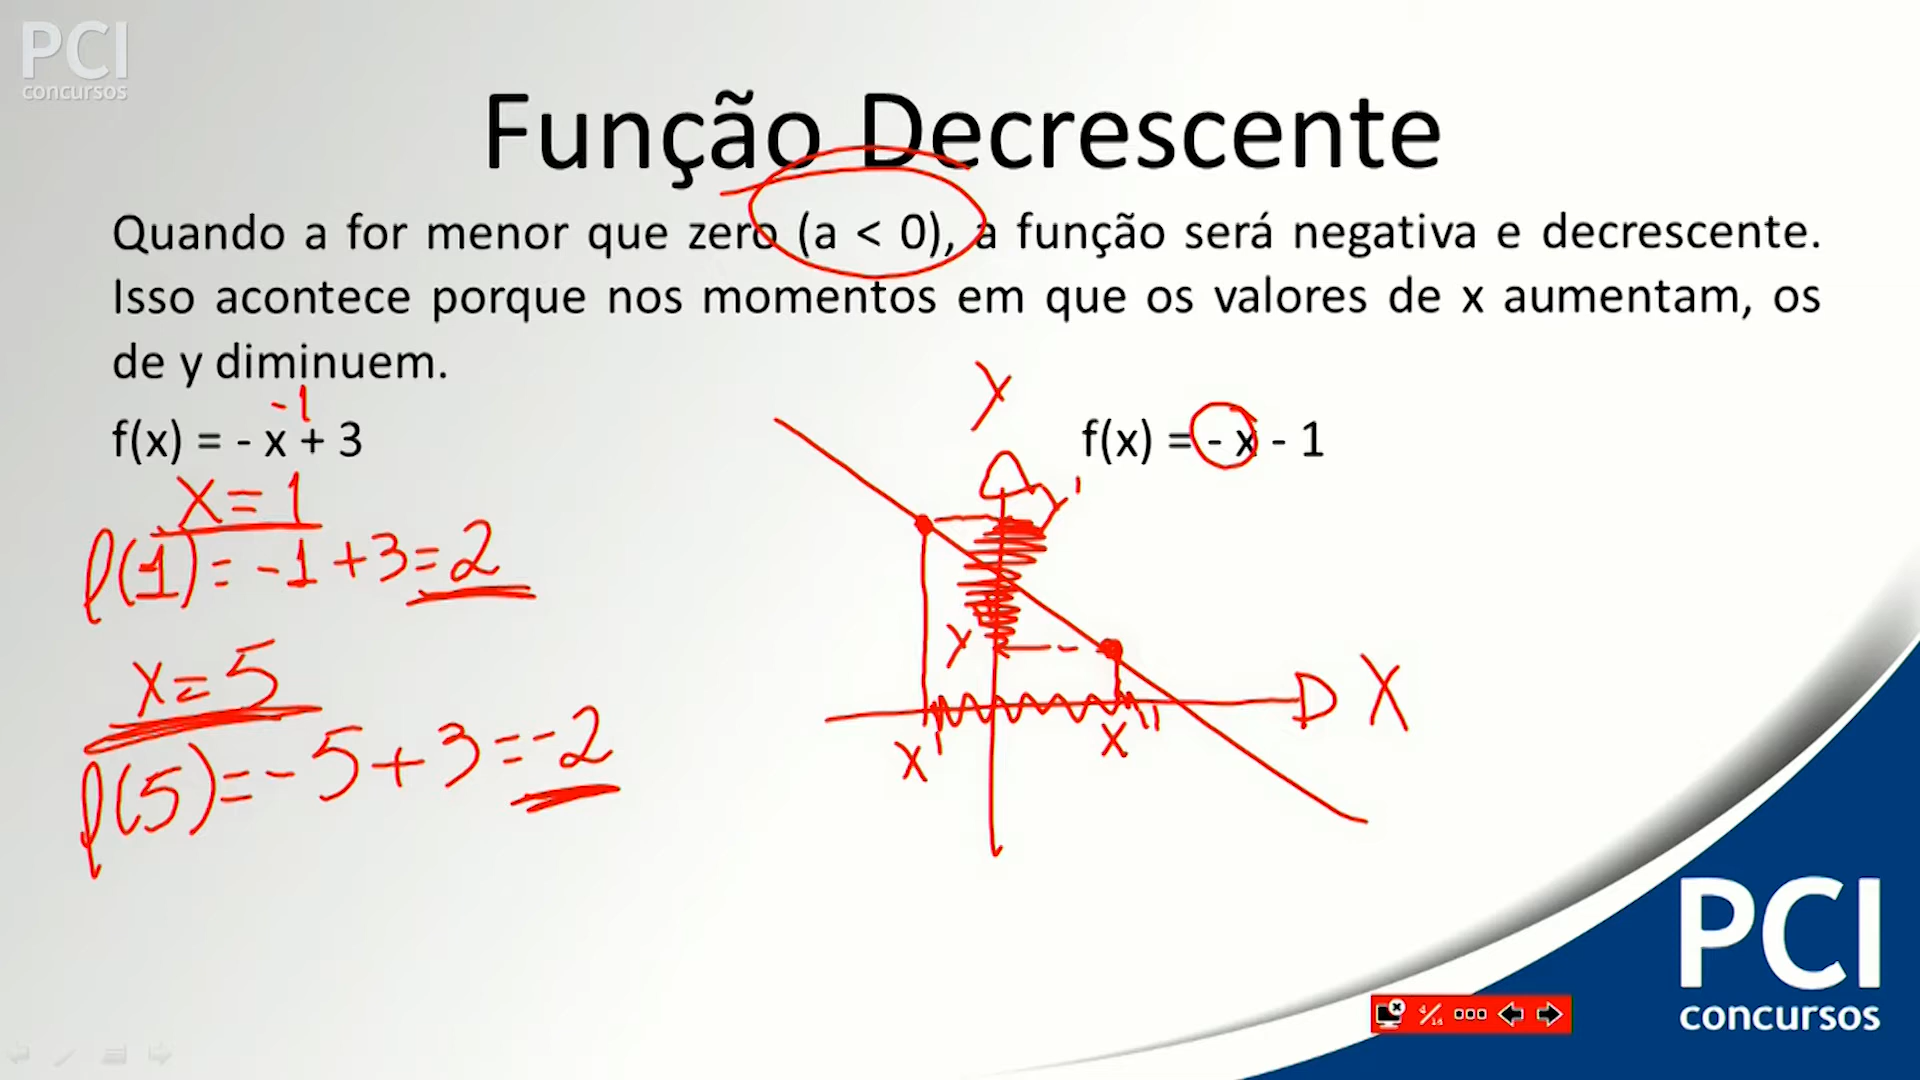 PCI
concursos
Função Decrescente
Quando a for menor que zero (a < 0), a função será negativa e decrescente.
Isso acontece porque nos momentos em que os valores de x aumentam, os
de y diminuem.
-1
f(x) = - x + 3
x = 1
f(1) = -1 + 3 = 2
x = 5
f(5) = -5 + 3 = -2
f(x) = - x - 1
Y
Y'
Y
X
X'
X''
PCI
concursos
4/14